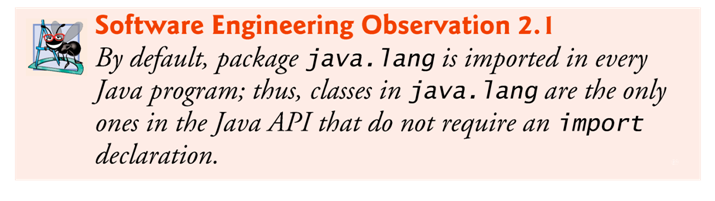 Software Engineering Observation 2.1
By default, package java.lang is imported in every
Java program; thus, classes in java.lang are the only
ones in the Java API that do not require an import
declaration.